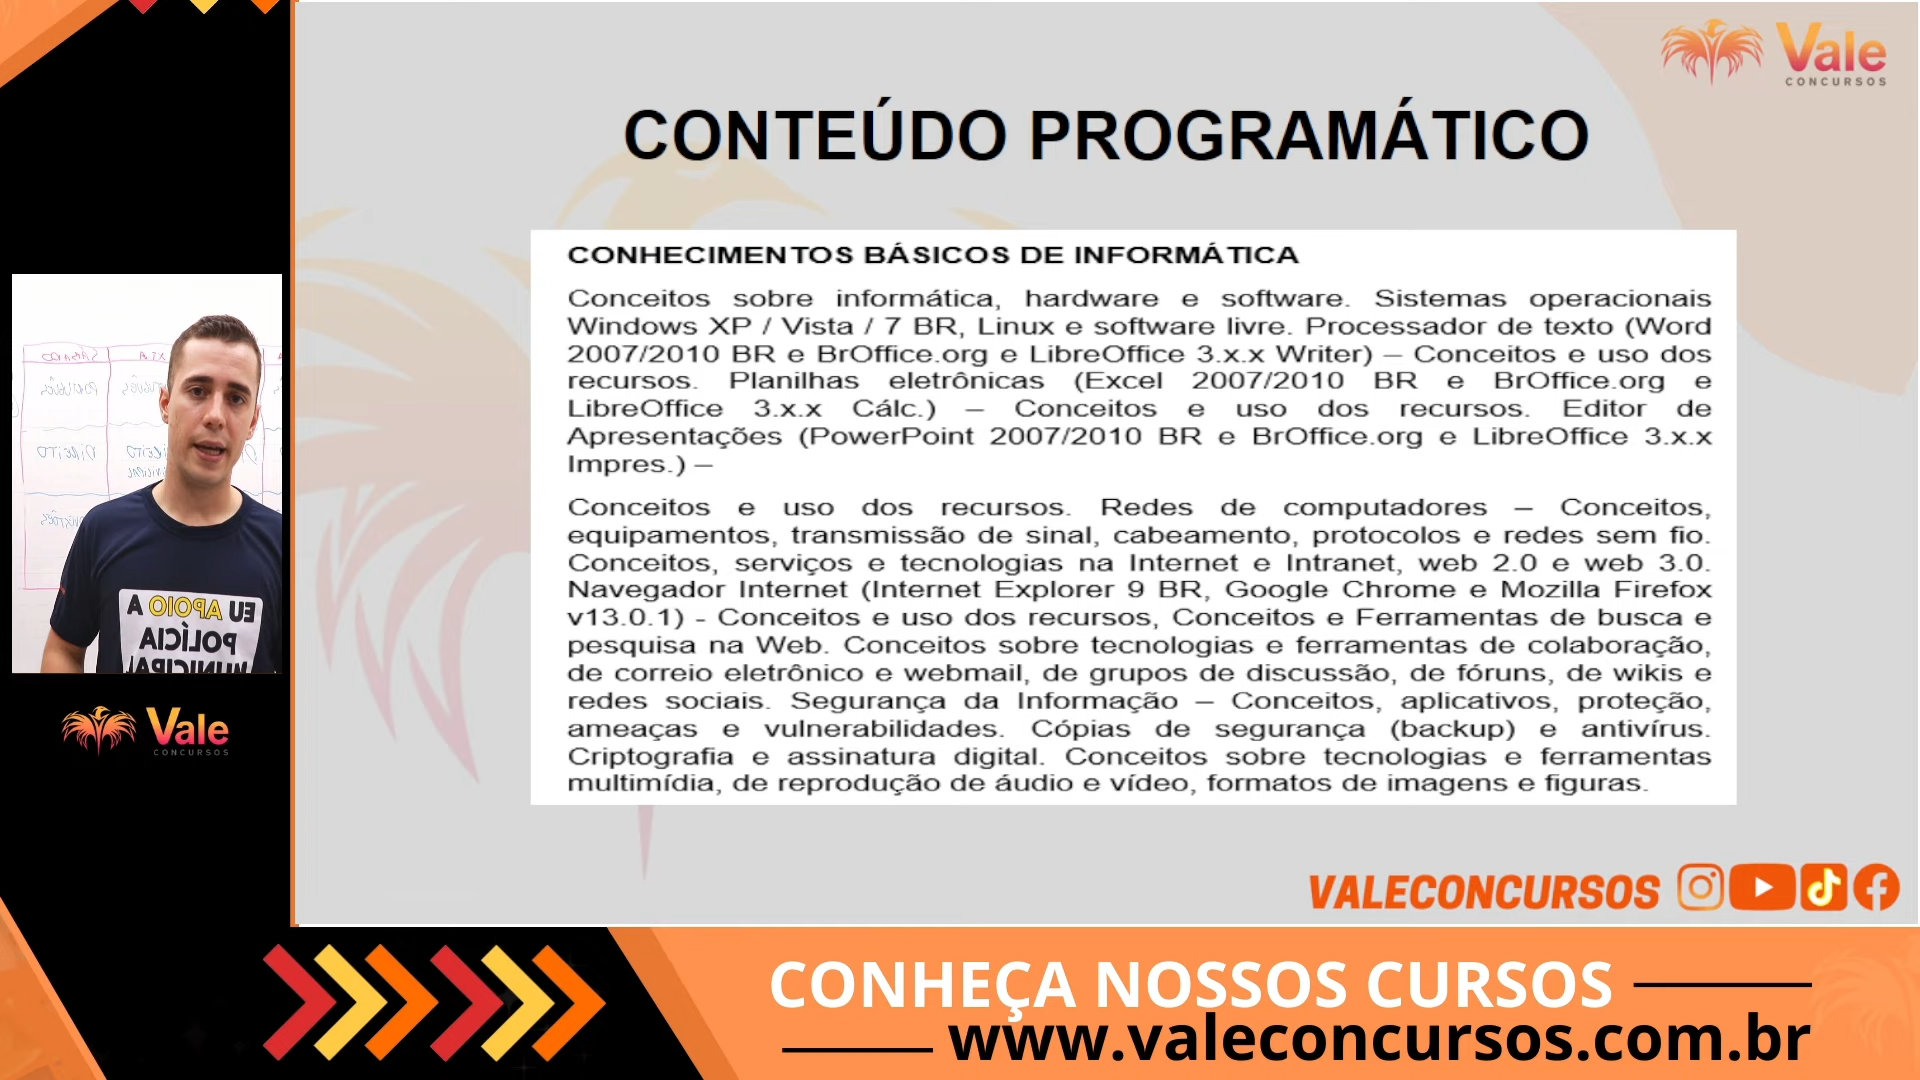 Vale
CONCURSOS
CONTEÚDO PROGRAMÁTICO
CONHECIMENTOS BÁSICOS DE INFORMÁTICA
Conceitos sobre informática, hardware e software. Sistemas operacionais
Windows XP / Vista / 7 BR, Linux e software livre. Processador de texto (Word
2007/2010 BR e BrOffice.org e LibreOffice 3.x.x Writer) – Conceitos e uso dos
recursos. Planilhas eletrônicas (Excel 2007/2010 BR e BrOffice.org e
LibreOffice 3.x.x Cálc.) – Conceitos e uso dos recursos. Editor de
Apresentações (PowerPoint 2007/2010 BR e BrOffice.org e LibreOffice 3.x.x
Impres.) –
Conceitos e uso dos recursos. Redes de computadores – Conceitos,
equipamentos, transmissão de sinal, cabeamento, protocolos e redes sem fio.
Conceitos, serviços e tecnologias na Internet e Intranet, web 2.0 e web 3.0.
Navegador Internet (Internet Explorer 9 BR, Google Chrome e Mozilla Firefox
v13.0.1) - Conceitos e uso dos recursos, Conceitos e Ferramentas de busca e
pesquisa na Web. Conceitos sobre tecnologias e ferramentas de colaboração,
de correio eletrônico e webmail, de grupos de discussão, de fóruns, de wikis e
redes sociais. Segurança da Informação – Conceitos, aplicativos, proteção,
ameaças e vulnerabilidades. Cópias de segurança (backup) e antivírus.
Criptografia e assinatura digital. Conceitos sobre tecnologias e ferramentas
multimídia, de reprodução de áudio e vídeo, formatos de imagens e figuras.
SÁBADO
PORTUGUÊS
DIREITO
EU APOIO A
POLÍCIA
MUNICIPAL
Vale
CONCURSOS
VALECONCURSOS
CONHEÇA NOSSOS CURSOS
www.valeconcursos.com.br